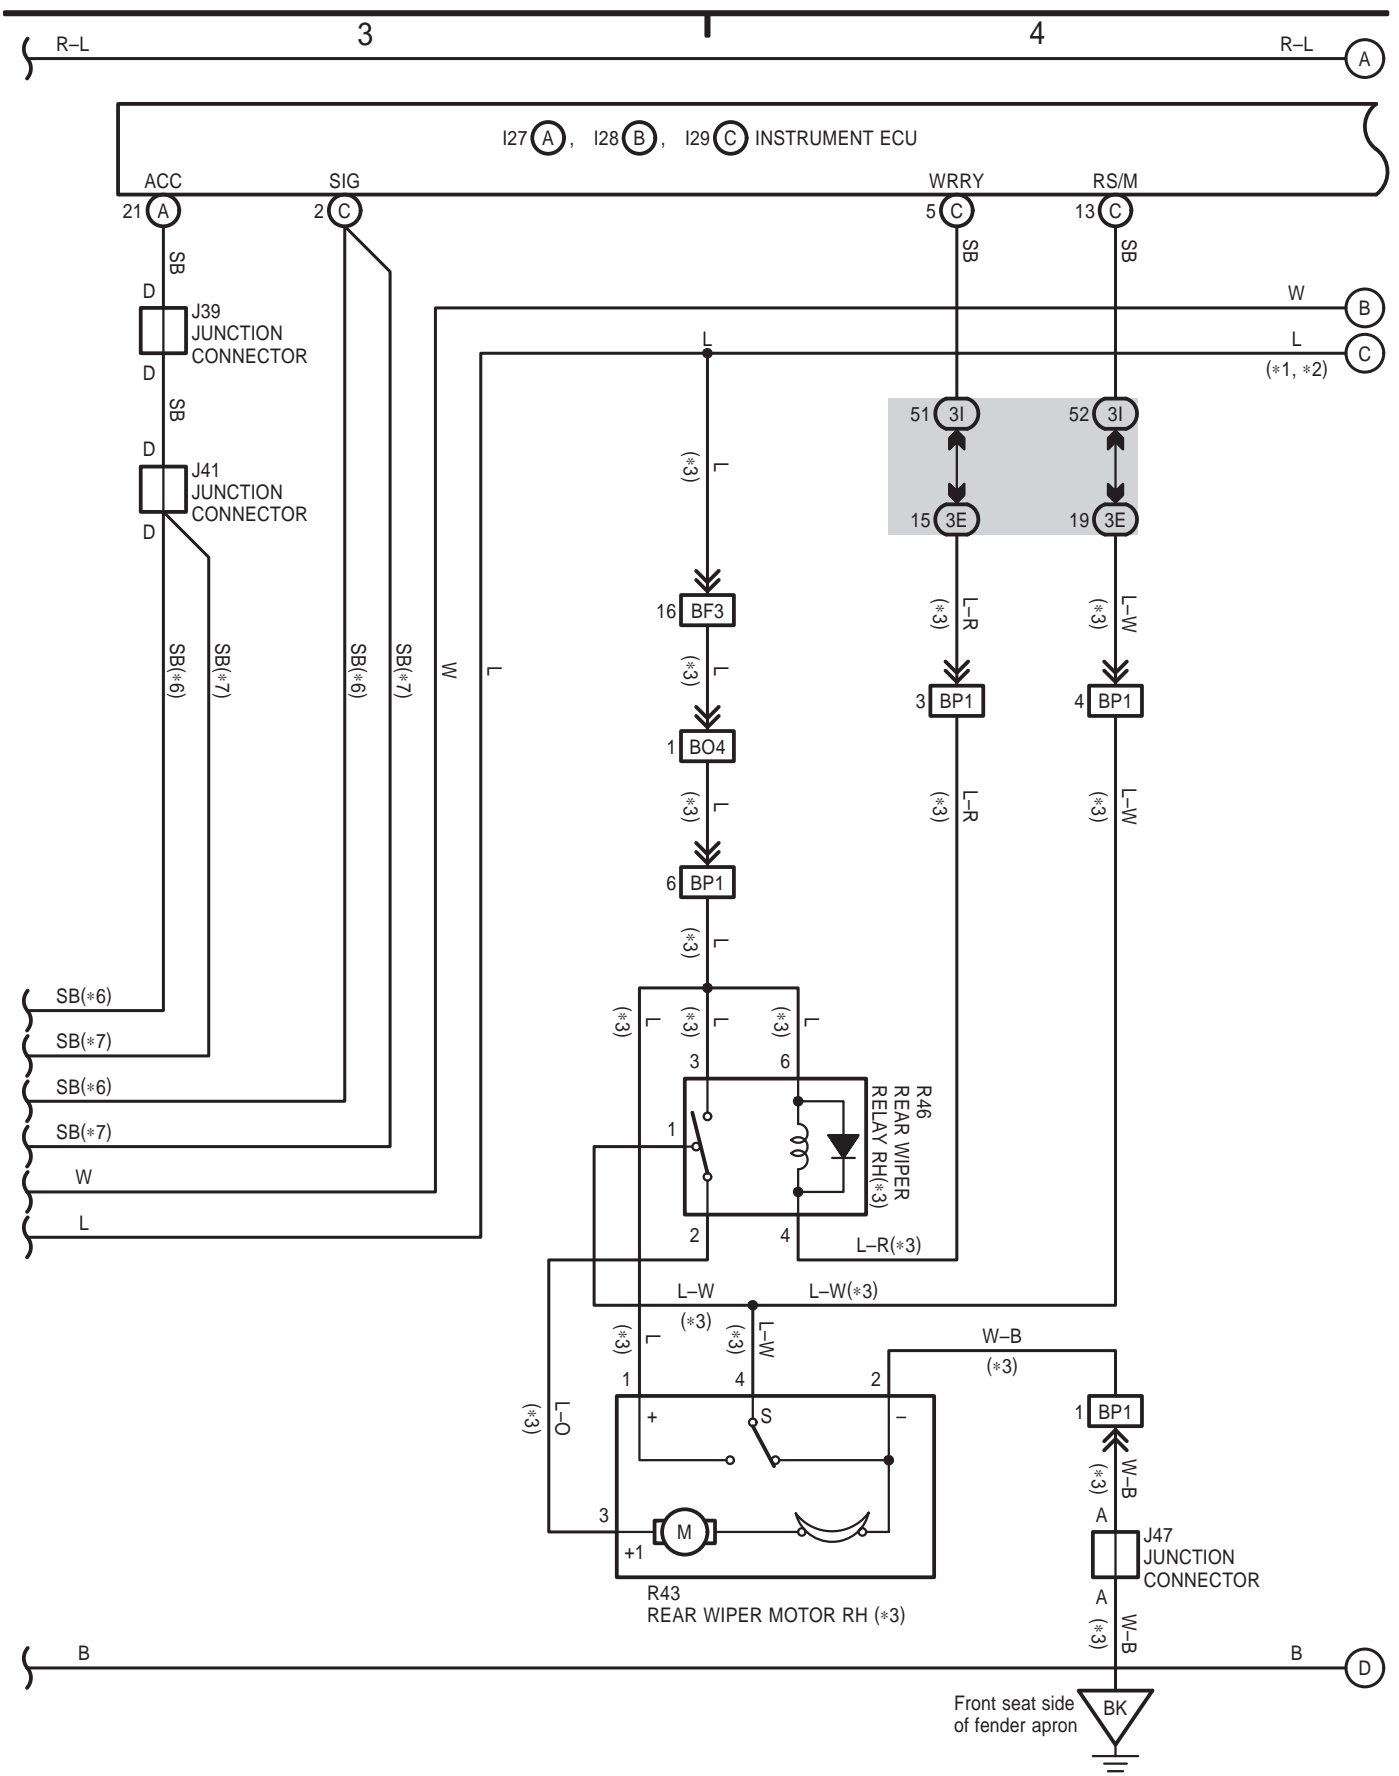 3 4
R–L R–L A
I27 A , I28 B , I29 C INSTRUMENT ECU
ACC SIG WRRY RS/M
21 A 2 C 5 C 13 C
SB SB SB
D
J39
JUNCTION
CONNECTOR
D
W B
L L C
(*1, *2)
SB
51 3I 52 3I
D
J41
JUNCTION
CONNECTOR
D
L
(*3)
15 3E 19 3E
16 BF3
L–R
(*3)
L–W
(*3)
SB(*6) SB(*7) SB(*6) SB(*7) W L
L
(*3)
3 BP1 4 BP1
1 BO4
L
(*3)
L–R
(*3)
L–W
(*3)
6 BP1
L
(*3)
SB(*6)
L
(*3)
L
(*3)
L
(*3)
SB(*7)
3 6
SB(*6)
R46
REAR WIPER
RELAY RH(*3)
1
SB(*7)
W
L
2 4
L–R(*3)
L–W L–W(*3)
(*3)
L
(*3)
L–W
(*3)
W–B
(*3)
1 4 2
L–O
(*3)
+ S –
1 BP1
W–B
(*3)
3 M
+1
A
J47
JUNCTION
CONNECTOR
A
R43
REAR WIPER MOTOR RH (*3)
W–B
(*3)
B B D
Front seat side
of fender apron
BK